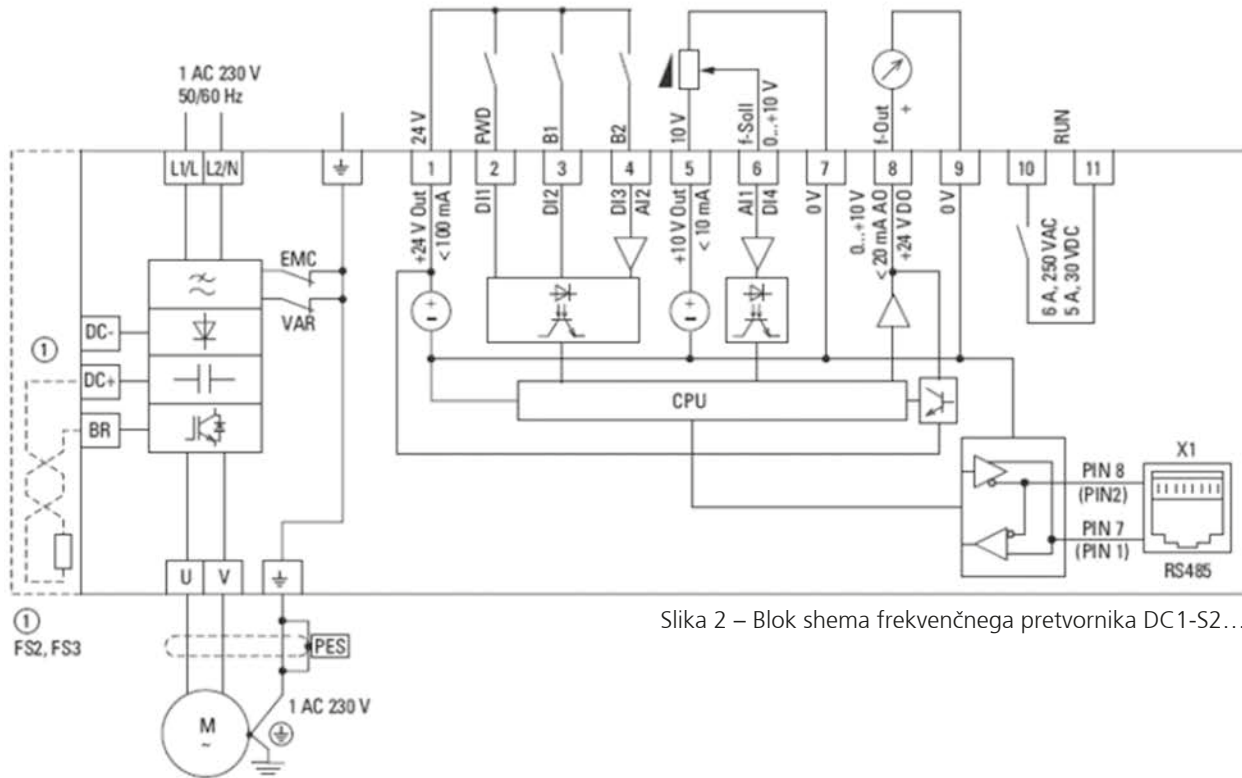 1 AC 230 V
50/60 Hz
L1/L L2/N
24 V
FWD
B1
B2
10 V
f-Soll
0...+10 V
f-Out
+
RUN
1 2 3 4 5 6 7 8 9 10 11
+24 V Out
< 100 mA
DI1
DI2
DI3
AI2
+10 V Out
< 10 mA
AI1
DI4
0 V
0...+10 V
< 20 mA AO
+24 V DO
0 V
6 A, 250 VAC
5 A, 30 VDC
EMC
VAR
+
-
+
-
DC-
1
DC+
BR
CPU
X1
PIN 8
(PIN2)
PIN 7
(PIN 1)
RS485
U V
1
FS2, FS3
PES
Slika 2 – Blok shema frekvenčnega pretvornika DC1-S2...
1 AC 230 V
M
~